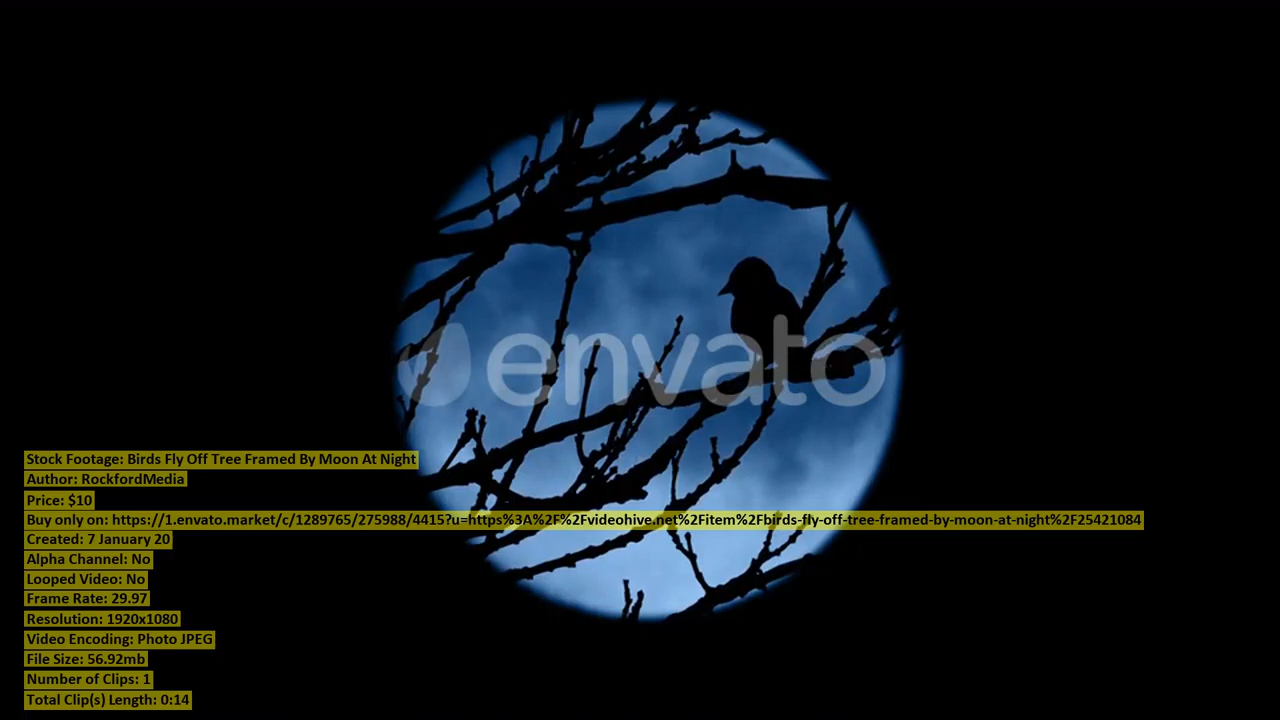 envato
Stock Footage: Birds Fly Off Tree Framed By Moon At Night
Author: RockfordMedia
Price: $10
Buy only on: https://1.envato.market/c/1289765/275988/4415?u=https%3A%2F%2Fvideohive.net%2Fitem%2Fbirds-fly-off-tree-framed-by-moon-at-night%2F25421084
Created: 7 January 20
Alpha Channel: No
Looped Video: No
Frame Rate: 29.97
Resolution: 1920x1080
Video Encoding: Photo JPEG
File Size: 56.92mb
Number of Clips: 1
Total Clip(s) Length: 0:14